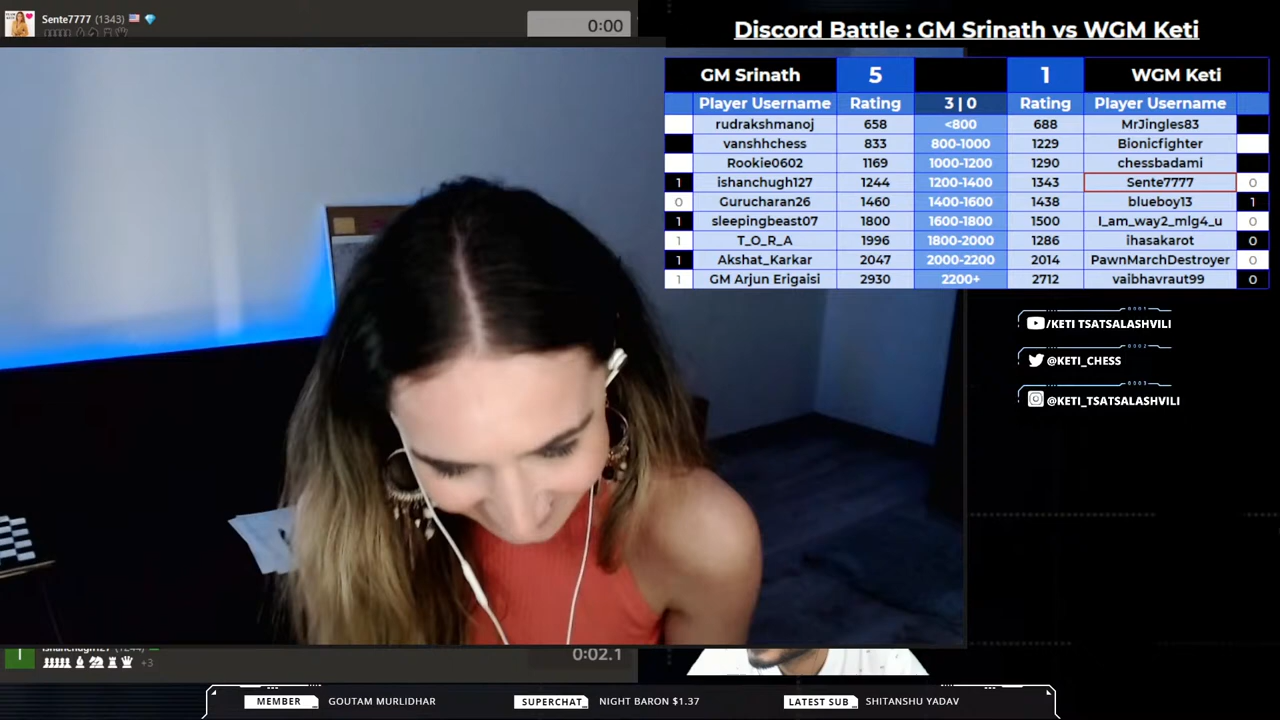 Sente7777 (1343)
0:00
Discord Battle : GM Srinath vs WGM Keti
GM Srinath 5 1 WGM Keti
Player Username Rating 3 | 0 Rating Player Username
rudrakshmanoj 658 <800 688 MrJingles83
vanshhchess 833 800-1000 1229 Bionicfighter
Rookie0602 1169 1000-1200 1290 chessbadami
1 ishanchugh127 1244 1200-1400 1343 Sente7777 0
0 Gurucharan26 1460 1400-1600 1438 blueboy13 1
1 sleepingbeast07 1800 1600-1800 1500 I_am_way2_mlg4_u 0
1 T_O_R_A 1996 1800-2000 1286 ihasakarot 0
1 Akshat_Karkar 2047 2000-2200 2014 PawnMarchDestroyer 0
1 GM Arjun Erigaisi 2930 2200+ 2712 vaibhavraut99 0
/KETI TSATSALASHVILI
@KETI_CHESS
@KETI_TSATSALASHVILI
+3
0:02.1
MEMBER GOUTAM MURLIDHAR SUPERCHAT NIGHT BARON $1.37 LATEST SUB SHITANSHU YADAV